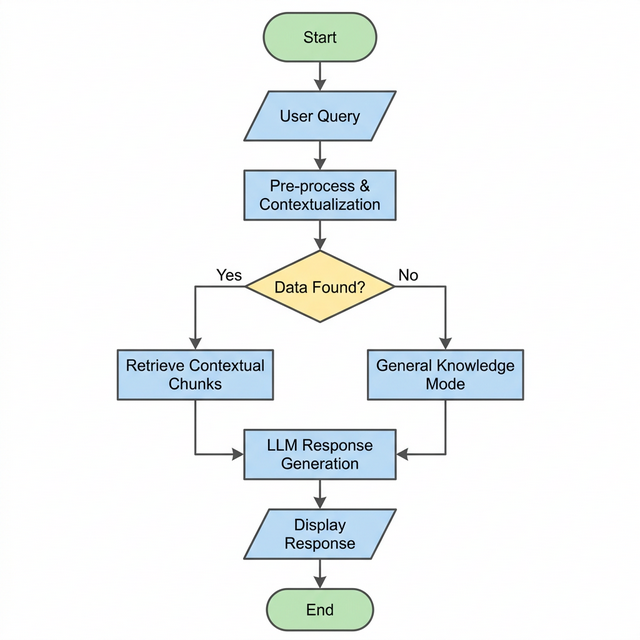 Start
User Query
Pre-process &
Contextualization
Yes
No
Data Found?
Retrieve Contextual
Chunks
General Knowledge
Mode
LLM Response
Generation
Display
Response
End